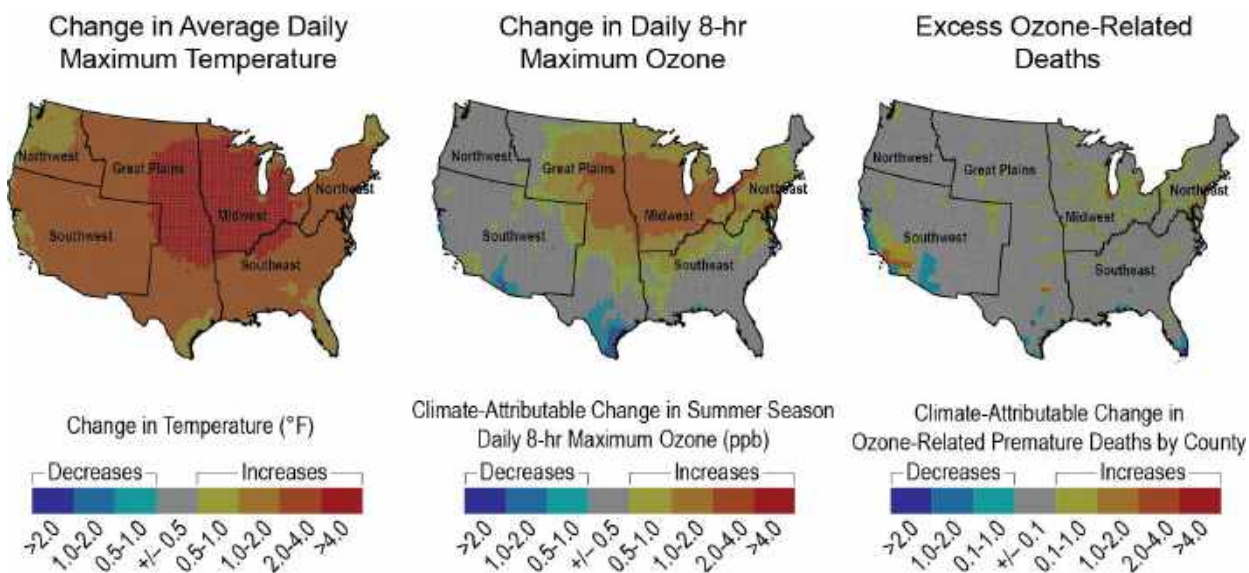 Change in Average Daily
Maximum Temperature
Northwest
Great Plains
Midwest
Northeast
Southwest
Southeast
Change in Temperature (°F)
Decreases
Increases
>2.0
1.0-2.0
0.5-1.0
+/– 0.5
0.5-1.0
1.0-2.0
2.0-4.0
>4.0
Change in Daily 8-hr
Maximum Ozone
Northwest
Great Plains
Midwest
Northeast
Southwest
Southeast
Climate-Attributable Change in Summer Season
Daily 8-hr Maximum Ozone (ppb)
Decreases
Increases
>2.0
1.0-2.0
0.5-1.0
+/– 0.5
0.5-1.0
1.0-2.0
2.0-4.0
>4.0
Excess Ozone-Related
Deaths
Northwest
Great Plains
Midwest
Northeast
Southwest
Southeast
Climate-Attributable Change in
Ozone-Related Premature Deaths by County
Decreases
Increases
>2.0
1.0-2.0
0.1-1.0
+/– 0.1
0.1-1.0
1.0-2.0
2.0-4.0
>4.0